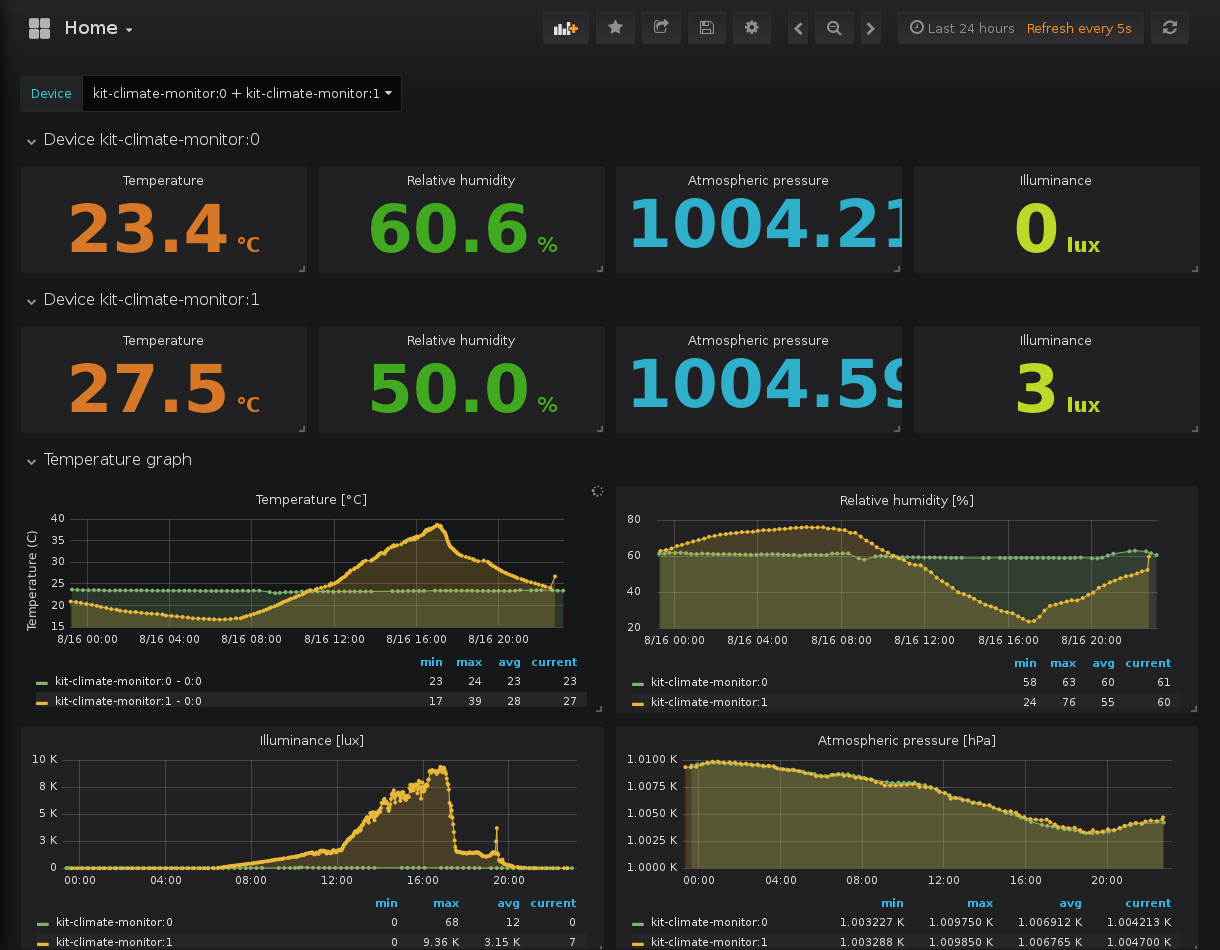 Home
Last 24 hours Refresh every 5s
Device kit-climate-monitor:0 + kit-climate-monitor:1
Device kit-climate-monitor:0
Temperature Relative humidity Atmospheric pressure Illuminance
23.4 °C 60.6 % 1004.21 0 lux
Device kit-climate-monitor:1
Temperature Relative humidity Atmospheric pressure Illuminance
27.5 °C 50.0 % 1004.59 3 lux
Temperature graph
Temperature [°C]
Temperature (C)
40
35
30
25
20
15
8/16 00:00 8/16 04:00 8/16 08:00 8/16 12:00 8/16 16:00 8/16 20:00
min max avg current
kit-climate-monitor:0 - 0:0 23 24 23 23
kit-climate-monitor:1 - 0:0 17 39 28 27
Relative humidity [%]
80
60
40
20
8/16 00:00 8/16 04:00 8/16 08:00 8/16 12:00 8/16 16:00 8/16 20:00
min max avg current
kit-climate-monitor:0 58 63 60 61
kit-climate-monitor:1 24 76 55 60
Illuminance [lux]
10 K
8 K
5 K
3 K
0
00:00 04:00 08:00 12:00 16:00 20:00
min max avg current
kit-climate-monitor:0 0 68 12 0
kit-climate-monitor:1 0 9.36 K 3.15 K 7
Atmospheric pressure [hPa]
1.0100 K
1.0075 K
1.0050 K
1.0025 K
1.0000 K
00:00 04:00 08:00 12:00 16:00 20:00
min max avg current
kit-climate-monitor:0 1.003227 K 1.009750 K 1.006912 K 1.004213 K
kit-climate-monitor:1 1.003288 K 1.009850 K 1.006765 K 1.004700 K